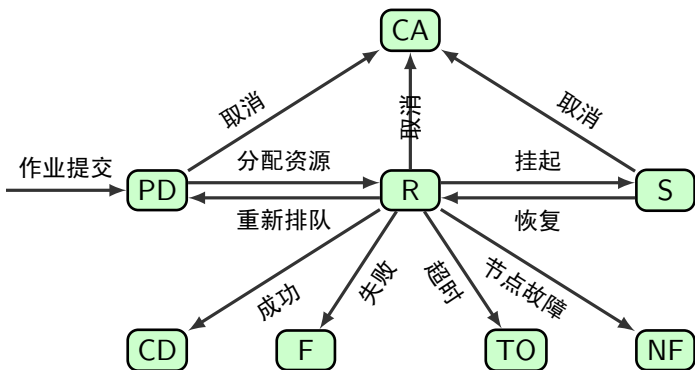 CA
取消
取消
取消
作业提交
分配资源
挂起
PD
R
S
重新排队
恢复
成功
失败
超时
节点故障
CD
F
TO
NF